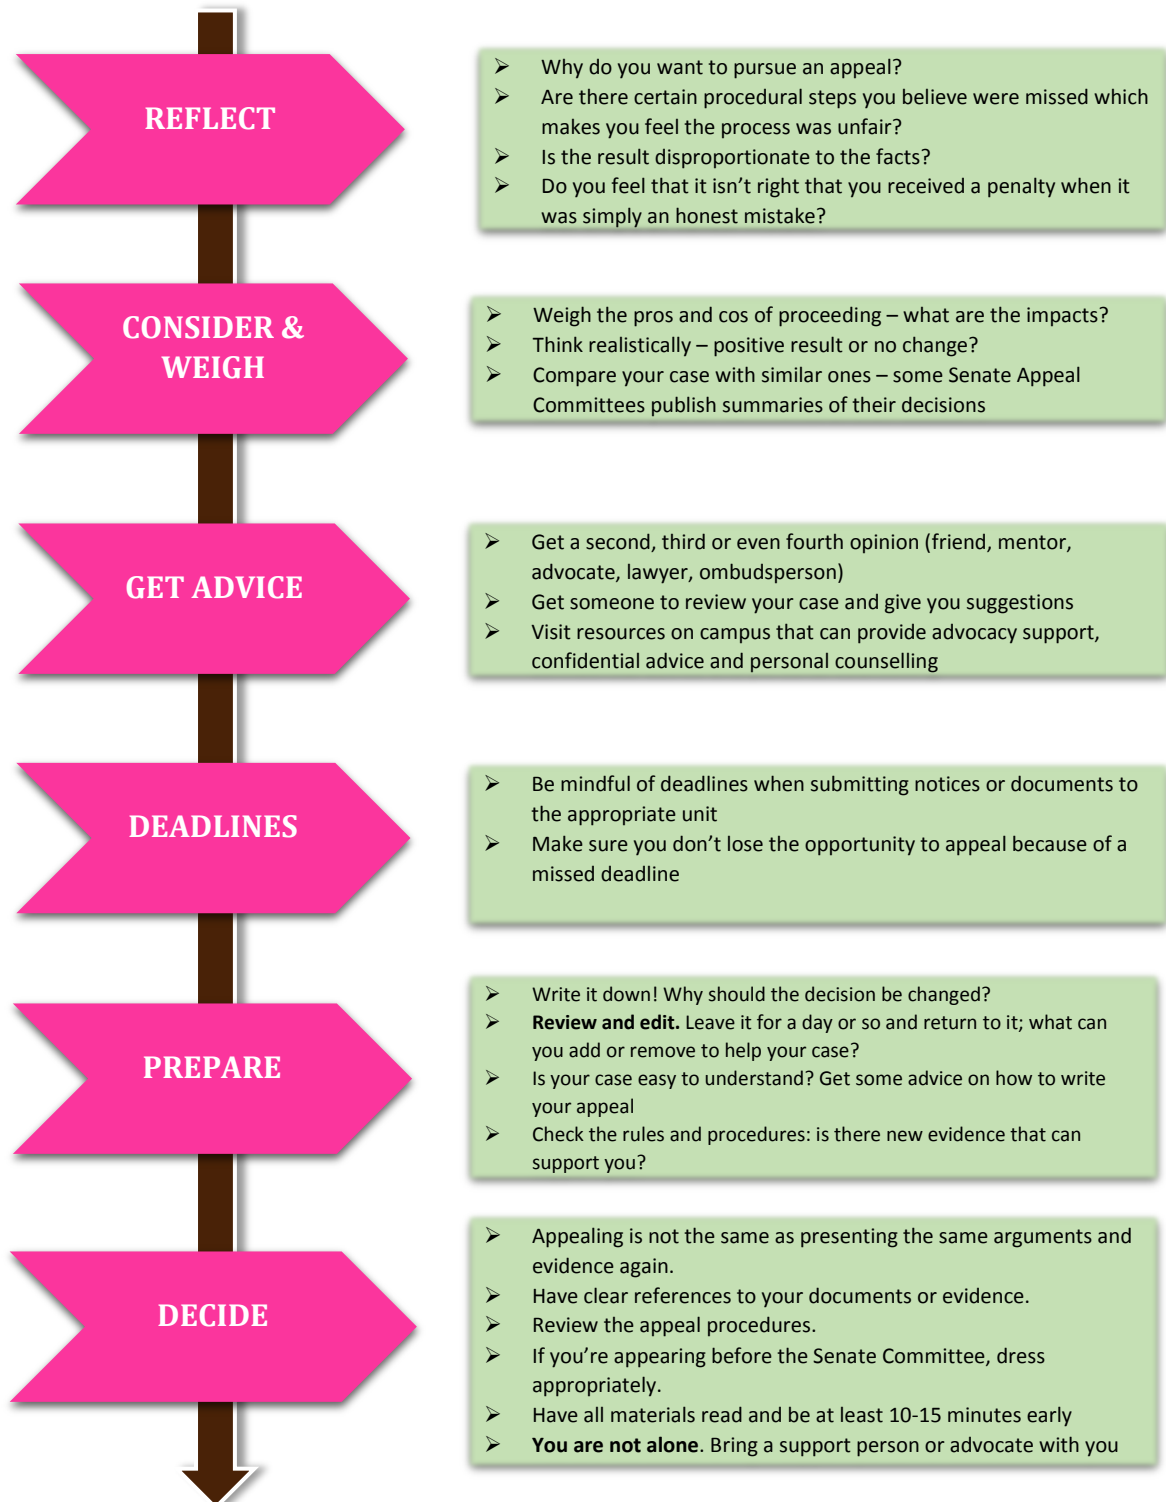 REFLECT
➢ Why do you want to pursue an appeal?
➢ Are there certain procedural steps you believe were missed which
makes you feel the process was unfair?
➢ Is the result disproportionate to the facts?
➢ Do you feel that it isn’t right that you received a penalty when it
was simply an honest mistake?
CONSIDER &
WEIGH
➢ Weigh the pros and cos of proceeding – what are the impacts?
➢ Think realistically – positive result or no change?
➢ Compare your case with similar ones – some Senate Appeal
Committees publish summaries of their decisions
GET ADVICE
➢ Get a second, third or even fourth opinion (friend, mentor,
advocate, lawyer, ombudsperson)
➢ Get someone to review your case and give you suggestions
➢ Visit resources on campus that can provide advocacy support,
confidential advice and personal counselling
DEADLINES
➢ Be mindful of deadlines when submitting notices or documents to
the appropriate unit
➢ Make sure you don’t lose the opportunity to appeal because of a
missed deadline
PREPARE
➢ Write it down! Why should the decision be changed?
➢ Review and edit. Leave it for a day or so and return to it; what can
you add or remove to help your case?
➢ Is your case easy to understand? Get some advice on how to write
your appeal
➢ Check the rules and procedures: is there new evidence that can
support you?
DECIDE
➢ Appealing is not the same as presenting the same arguments and
evidence again.
➢ Have clear references to your documents or evidence.
➢ Review the appeal procedures.
➢ If you’re appearing before the Senate Committee, dress
appropriately.
➢ Have all materials read and be at least 10-15 minutes early
➢ You are not alone. Bring a support person or advocate with you